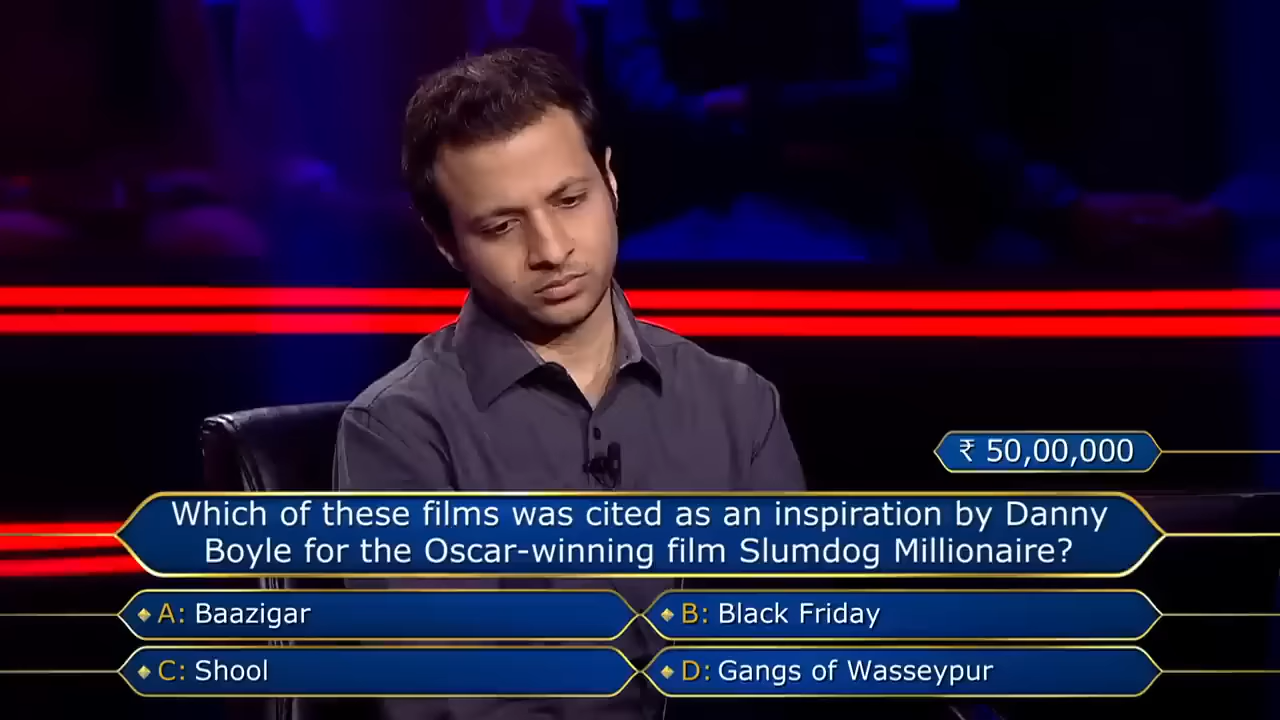 ₹ 50,00,000
Which of these films was cited as an inspiration by Danny
Boyle for the Oscar-winning film Slumdog Millionaire?
A: Baazigar
B: Black Friday
C: Shool
D: Gangs of Wasseypur